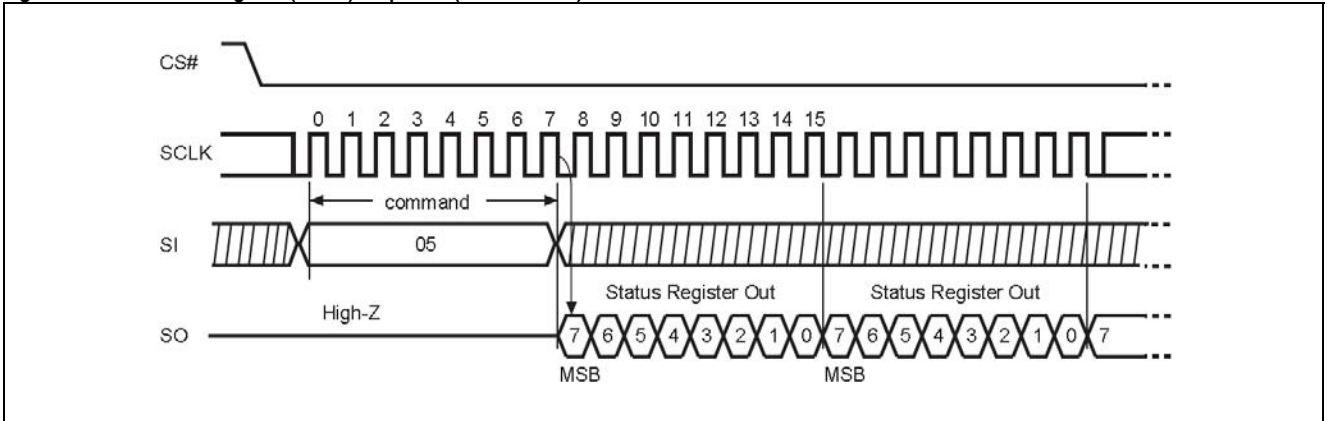 CS#
0 1 2 3 4 5 6 7 8 9 10 11 12 13 14 15
SCLK
command
SI
05
Status Register Out Status Register Out
High-Z
SO
7 6 5 4 3 2 1 0 7 6 5 4 3 2 1 0 7
MSB MSB